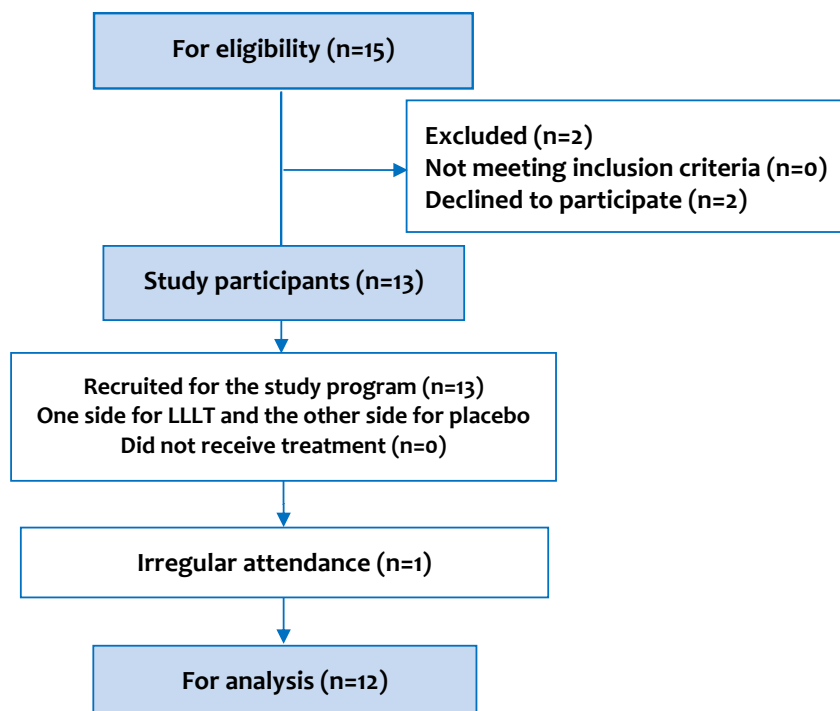 For eligibility (n=15)
Excluded (n=2)
Not meeting inclusion criteria (n=0)
Declined to participate (n=2)
Study participants (n=13)
Recruited for the study program (n=13)
One side for LLLT and the other side for placebo
Did not receive treatment (n=0)
Irregular attendance (n=1)
For analysis (n=12)